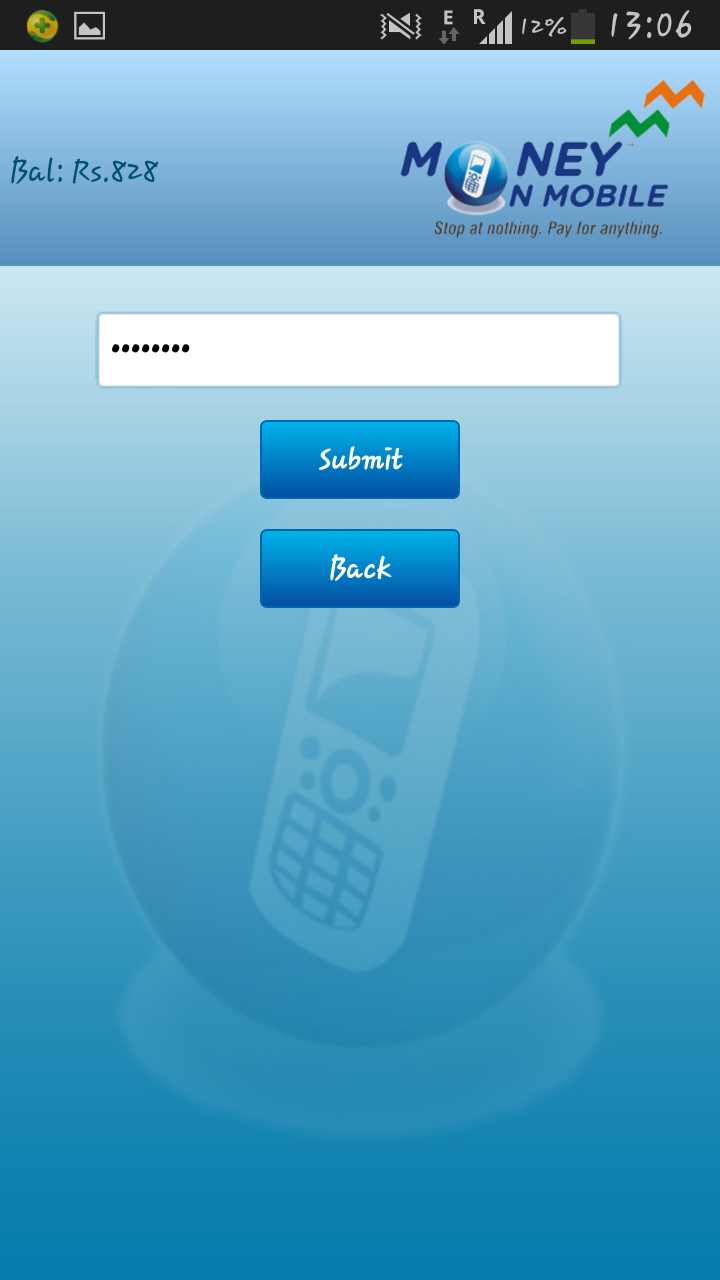 E R 12% 13:06
Bal: Rs.828
MONEY
ON MOBILE
Stop at nothing. Pay for anything.
••••••••
Submit
Back